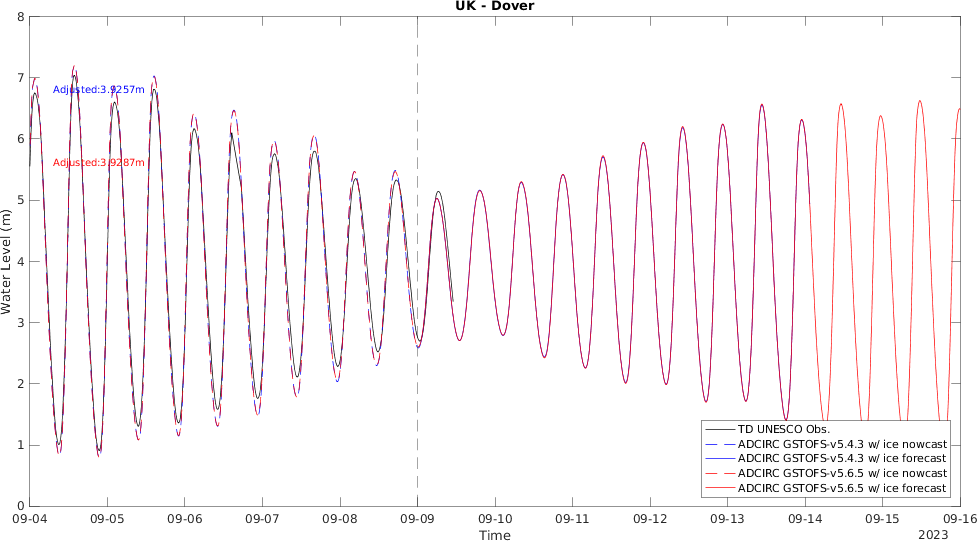 UK - Dover
8
7
6
5
4
3
2
1
0
Water Level (m)
Adjusted:3.9257m
Adjusted:3.9287m
TD UNESCO Obs.
ADCIRC GSTOFS-v5.4.3 w/ ice nowcast
ADCIRC GSTOFS-v5.4.3 w/ ice forecast
ADCIRC GSTOFS-v5.6.5 w/ ice nowcast
ADCIRC GSTOFS-v5.6.5 w/ ice forecast
09-04 09-05 09-06 09-07 09-08 09-09 09-10 09-11 09-12 09-13 09-14 09-15 09-16
Time
2023